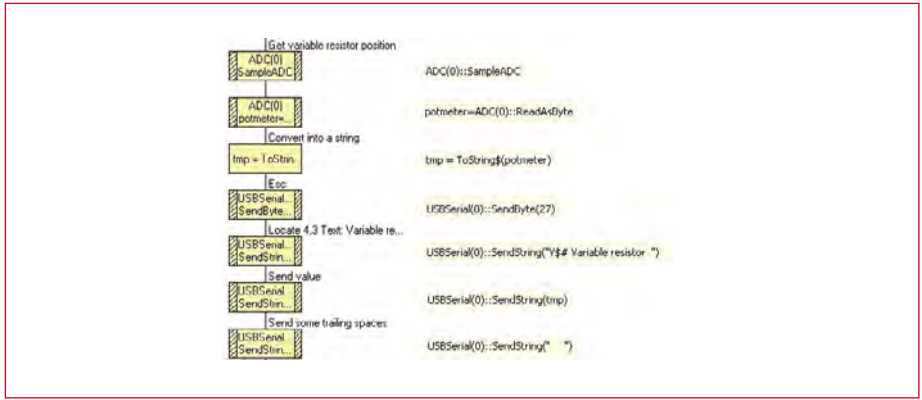 Get variable resistor position
ADC(0)
SampleADC
ADC(0)::SampleADC
ADC(0)
potmeter=...
potmeter=ADC(0)::ReadAsByte
Convert into a string
tmp = ToStrin
tmp = ToString$(potmeter)
Esc
USBSerial...
SendByte...
USBSerial(0)::SendByte(27)
Locate 4,3 Text: Variable re...
USBSerial...
SendStrin...
USBSerial(0)::SendString("Y$# Variable resistor ")
Send value
USBSerial...
SendStrin...
USBSerial(0)::SendString(tmp)
Send some trailing spaces
USBSerial...
SendStrin...
USBSerial(0)::SendString("    ")